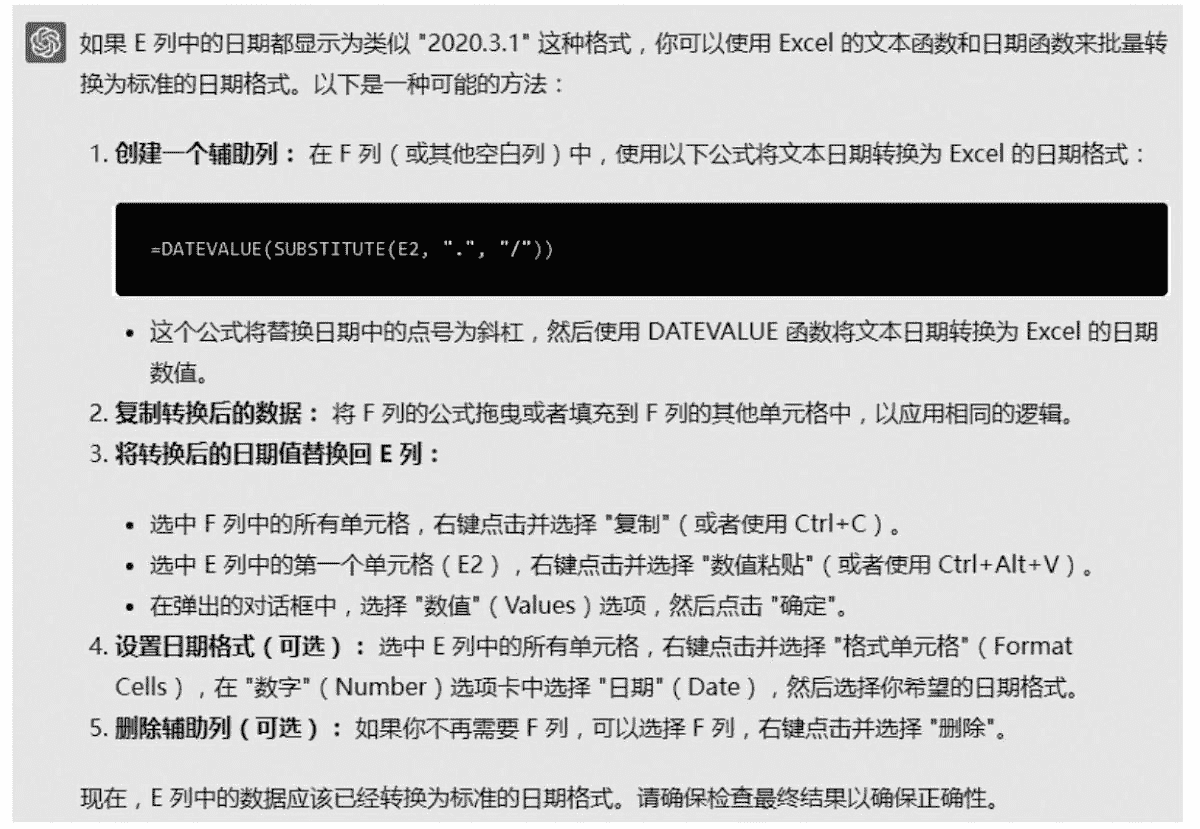 如果 E 列中的日期都显示为类似 "2020.3.1" 这种格式，你可以使用 Excel 的文本函数和日期函数来批量转
换为标准的日期格式。以下是一种可能的方法：
1. 创建一个辅助列： 在 F 列（或其他空白列）中，使用以下公式将文本日期转换为 Excel 的日期格式：
=DATEVALUE(SUBSTITUTE(E2, ".", "/"))
• 这个公式将替换日期中的点号为斜杠，然后使用 DATEVALUE 函数将文本日期转换为 Excel 的日期
数值。
2. 复制转换后的数据： 将 F 列的公式拖曳或者填充到 F 列的其他单元格中，以应用相同的逻辑。
3. 将转换后的日期值替换回 E 列：
• 选中 F 列中的所有单元格，右键点击并选择 "复制"（或者使用 Ctrl+C）。
• 选中 E 列中的第一个单元格（E2），右键点击并选择 "数值粘贴"（或者使用 Ctrl+Alt+V）。
• 在弹出的对话框中，选择 "数值"（Values）选项，然后点击 "确定"。
4. 设置日期格式（可选）： 选中 E 列中的所有单元格，右键点击并选择 "格式单元格"（Format
Cells），在 "数字"（Number）选项卡中选择 "日期"（Date），然后选择你希望的日期格式。
5. 删除辅助列（可选）： 如果你不再需要 F 列，可以选择 F 列，右键点击并选择 "删除"。
现在，E 列中的数据应该已经转换为标准的日期格式。请确保检查最终结果以确保正确性。